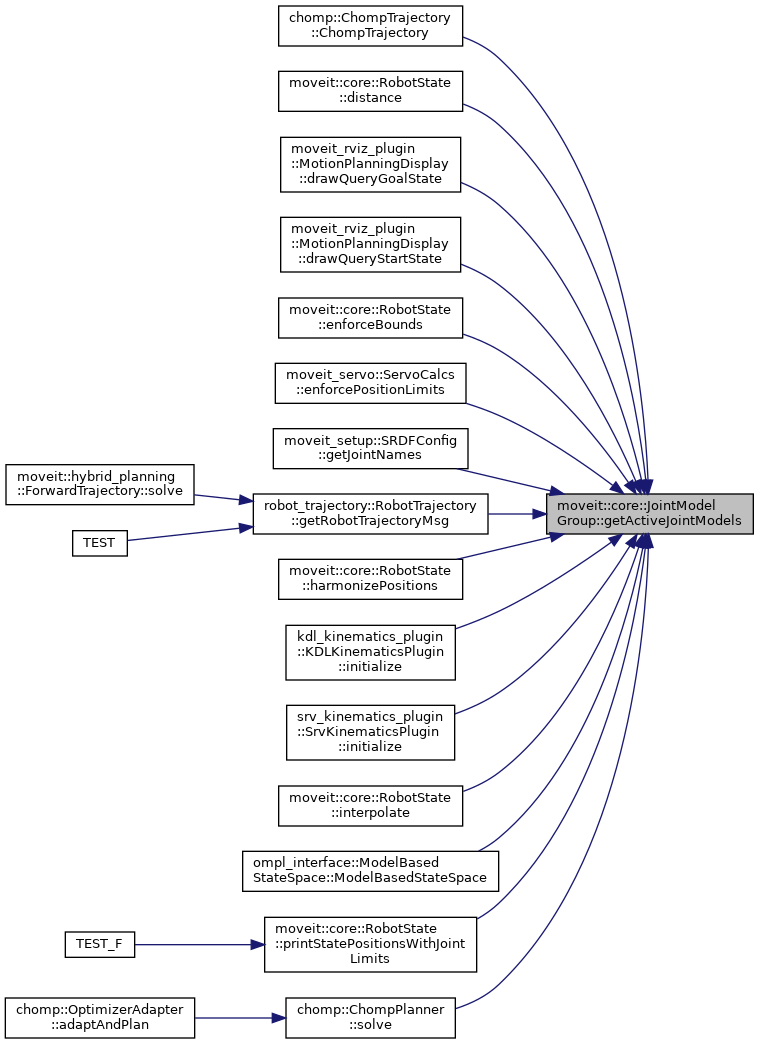 chomp::ChompTrajectory
::ChompTrajectory
moveit::core::RobotState
::distance
moveit_rviz_plugin
::MotionPlanningDisplay
::drawQueryGoalState
moveit_rviz_plugin
::MotionPlanningDisplay
::drawQueryStartState
moveit::core::RobotState
::enforceBounds
moveit_servo::ServoCalcs
::enforcePositionLimits
moveit_setup::SRDFConfig
::getJointNames
moveit::hybrid_planning
::ForwardTrajectory::solve
TEST
robot_trajectory::RobotTrajectory
::getRobotTrajectoryMsg
moveit::core::JointModel
Group::getActiveJointModels
moveit::core::RobotState
::harmonizePositions
kdl_kinematics_plugin
::KDLKinematicsPlugin
::initialize
srv_kinematics_plugin
::SrvKinematicsPlugin
::initialize
moveit::core::RobotState
::interpolate
ompl_interface::ModelBased
StateSpace::ModelBasedStateSpace
TEST_F
moveit::core::RobotState
::printStatePositionsWithJoint
Limits
chomp::OptimizerAdapter
::adaptAndPlan
chomp::ChompPlanner
::solve